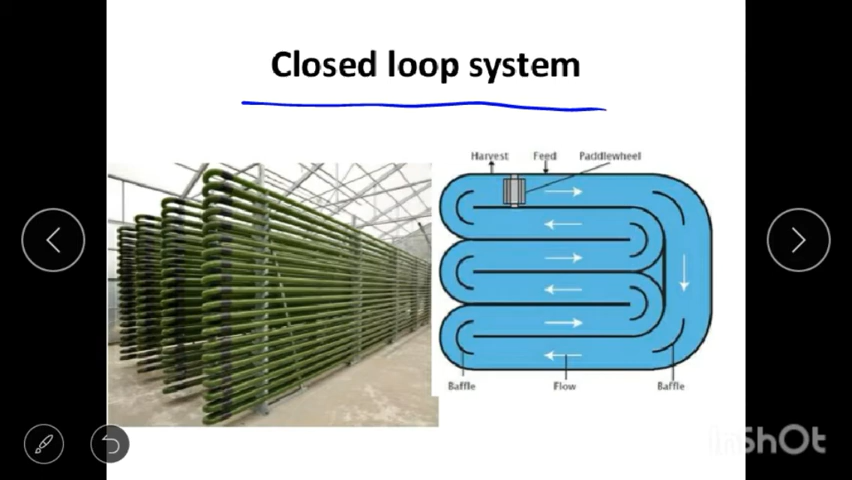 Closed loop system
Harvest Feed Paddlewheel
Baffle Flow Baffle
InShOt